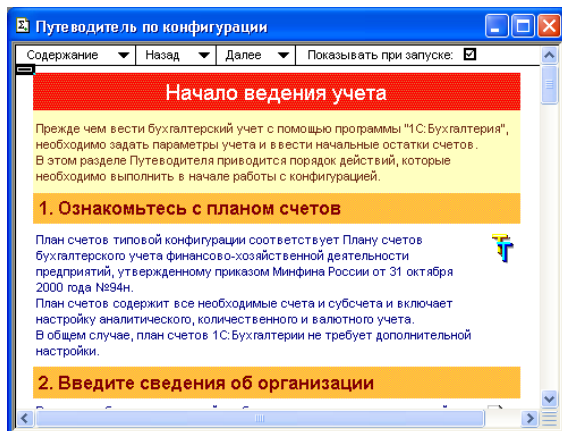 Путеводитель по конфигурации
Содержание Назад Далее Показывать при запуске:
Начало ведения учета
Прежде чем вести бухгалтерский учет с помощью программы "1С:Бухгалтерия",
необходимо задать параметры учета и ввести начальные остатки счетов.
В этом разделе Путеводителя приводится порядок действий, которые
необходимо выполнить в начале работы с конфигурацией.
1. Ознакомьтесь с планом счетов
План счетов типовой конфигурации соответствует Плану счетов
бухгалтерского учета финансово-хозяйственной деятельности
предприятий, утвержденному приказом Минфина России от 31 октября
2000 года №94н.
План счетов содержит все необходимые счета и субсчета и включает
настройку аналитического, количественного и валютного учета.
В общем случае, план счетов 1С:Бухгалтерии не требует дополнительной
настройки.
2. Введите сведения об организации